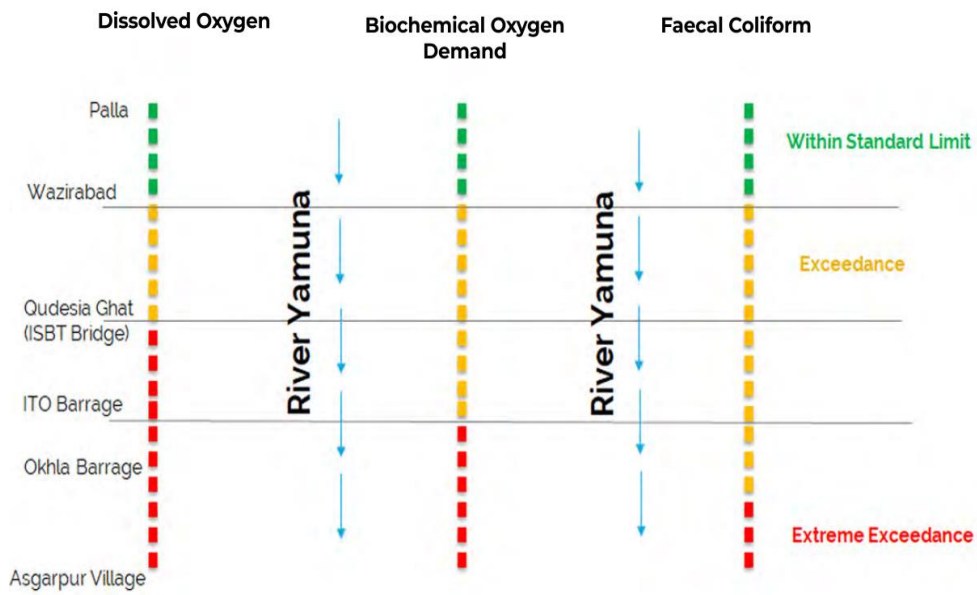 Dissolved Oxygen
Biochemical Oxygen
Demand
Faecal Coliform
Palla
Within Standard Limit
Wazirabad
River Yamuna
River Yamuna
Exceedance
Qudesia Ghat
(ISBT Bridge)
ITO Barrage
Okhla Barrage
Extreme Exceedance
Asgarpur Village